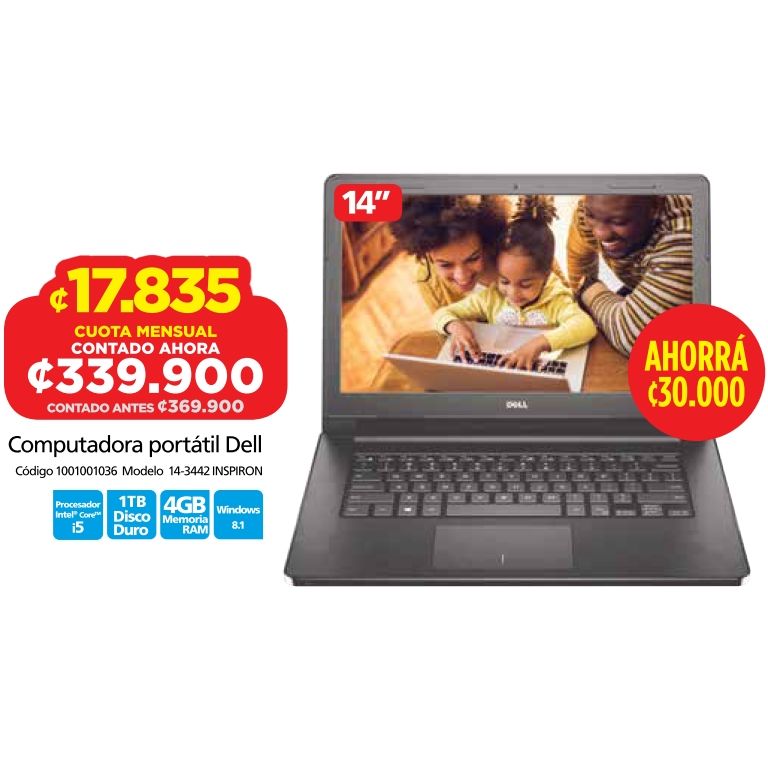 14”
¢17.835
CUOTA MENSUAL
CONTADO AHORA
¢339.900
CONTADO ANTES ¢369.900
AHORRÁ
¢30.000
DELL
Computadora portátil Dell
Código 1001001036 Modelo 14-3442 INSPIRON
Procesador
Intel® Core™
i5
1TB
Disco
Duro
4GB
Memoria
RAM
Windows
8.1